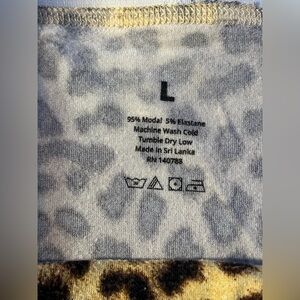 L
95% Modal 5% Elastane
Machine Wash Cold
Tumble Dry Low
Made in Sri Lanka
RN 140788